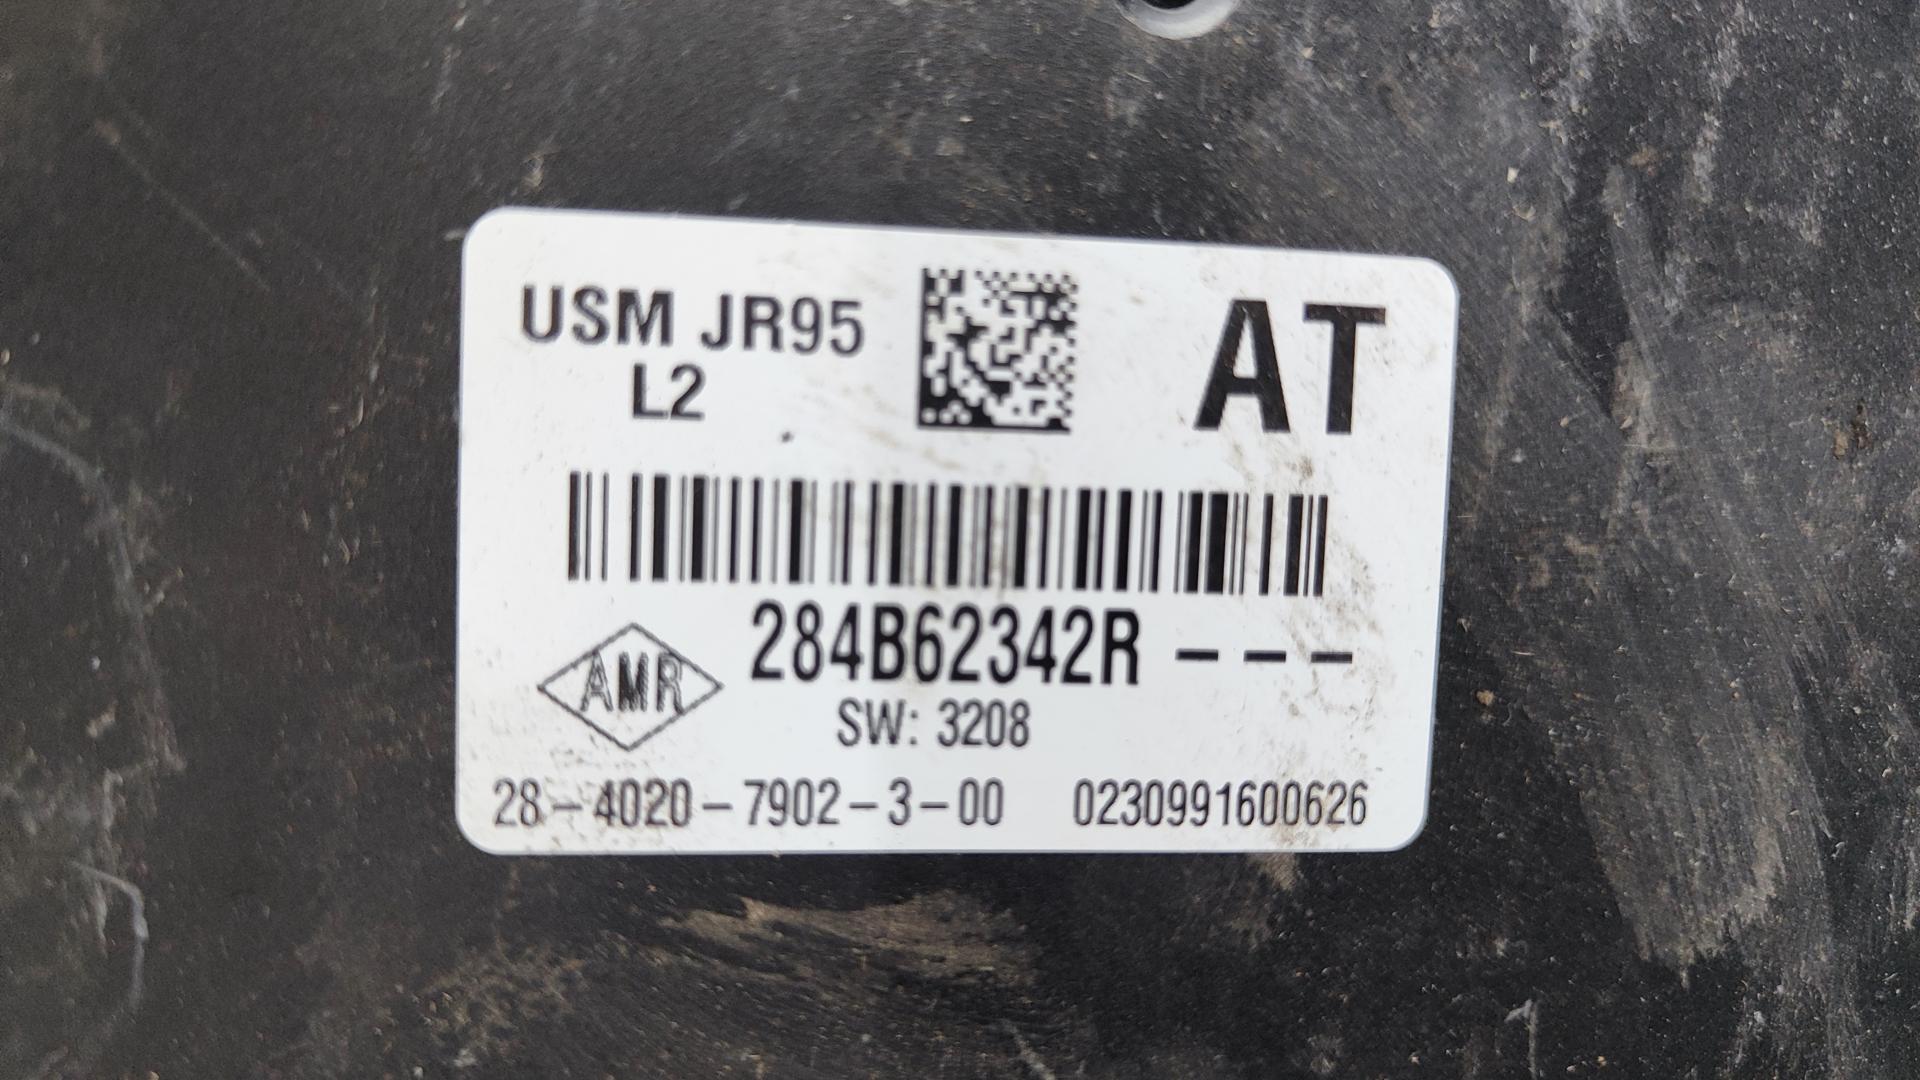 USM JR95
L2
AT
284B62342R ---
AMR
SW: 3208
28-4020-7902-3-00 0230991600626